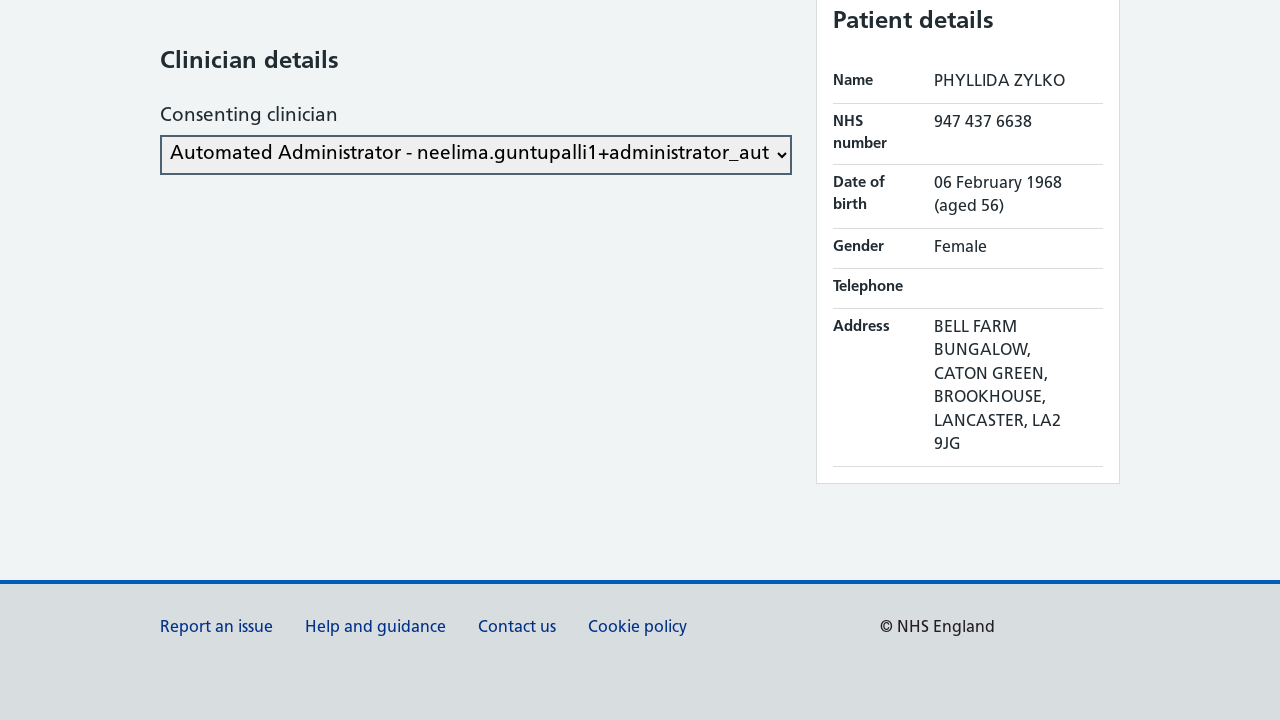 Clinician details
Consenting clinician
Automated Administrator - neelima.guntupalli1+administrator_aut
Patient details
Name PHYLLIDA ZYLKO
NHS number 947 437 6638
Date of birth 06 February 1968
(aged 56)
Gender Female
Telephone
Address BELL FARM
BUNGALOW,
CATON GREEN,
BROOKHOUSE,
LANCASTER, LA2
9JG
Report an issue Help and guidance Contact us Cookie policy © NHS England